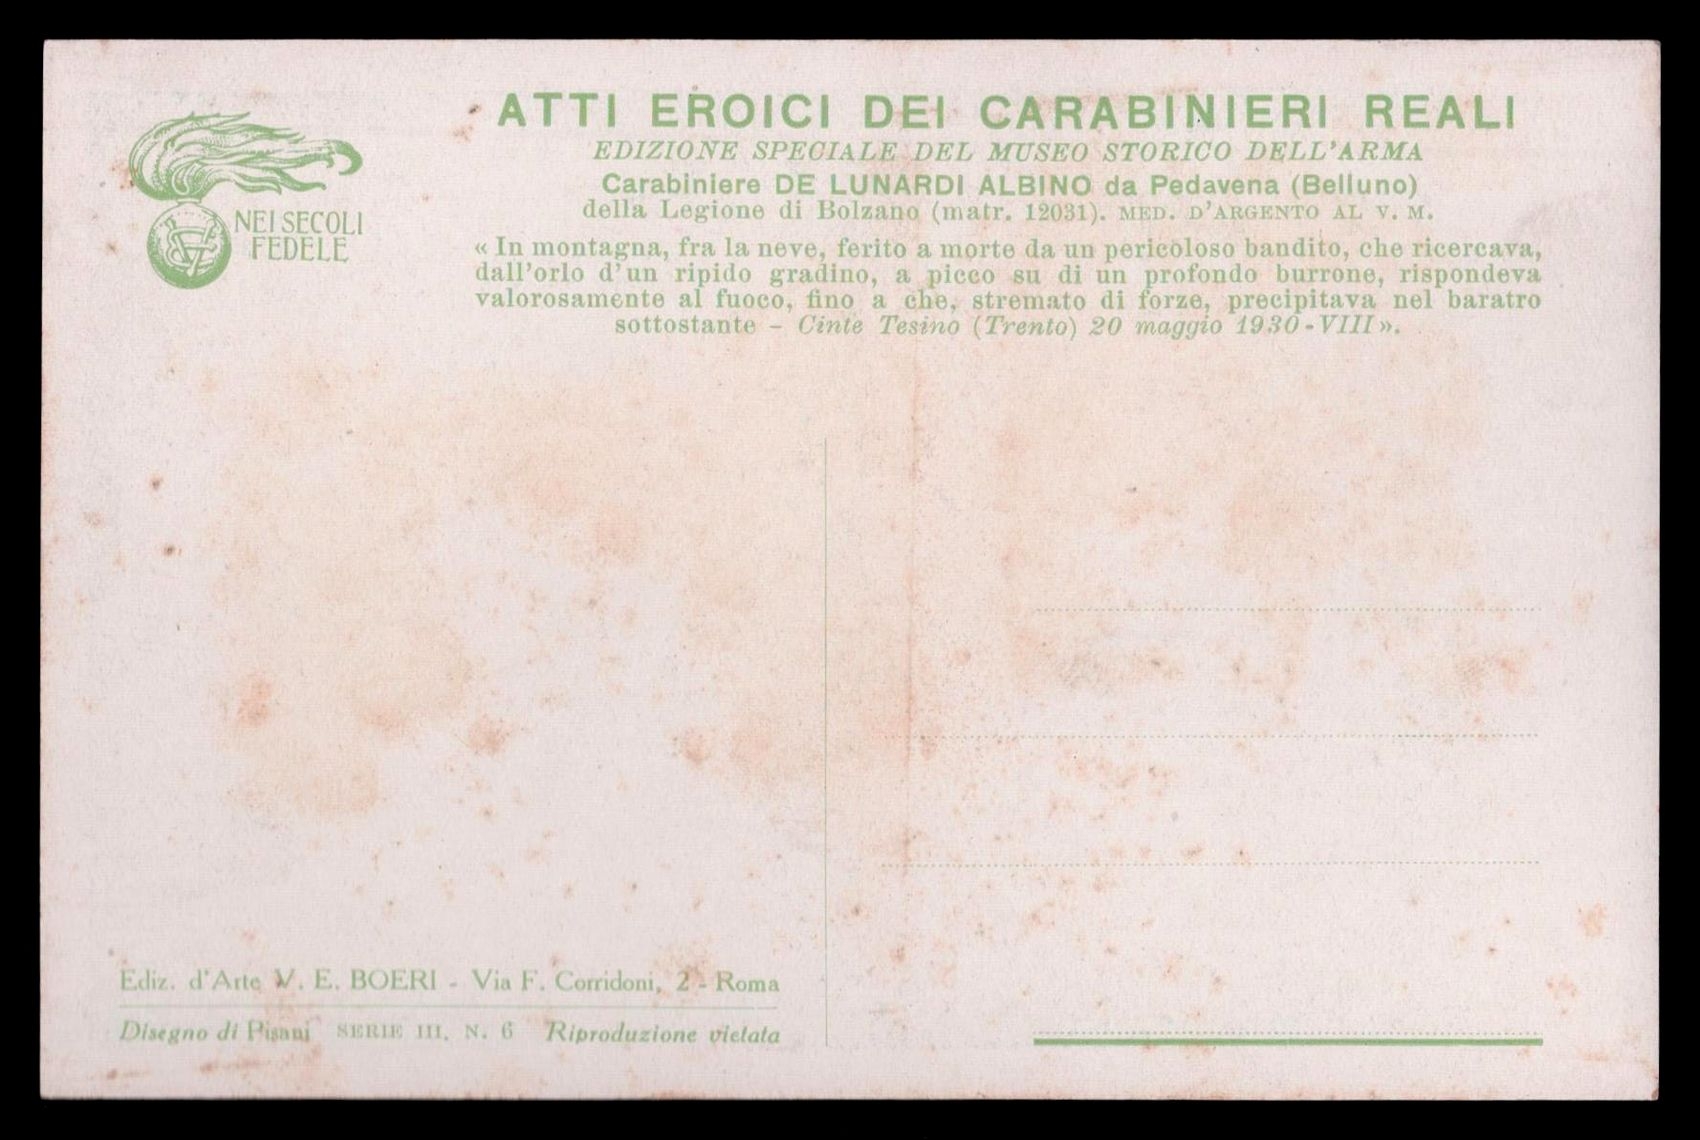 ATTI EROICI DEI CARABINIERI REALI
EDIZIONE SPECIALE DEL MUSEO STORICO DELL'ARMA
Carabiniere DE LUNARDI ALBINO da Pedavena (Belluno)
della Legione di Bolzano (matr. 12031). MED. D'ARGENTO AL V. M.
NEI SECOLI
FEDELE
« In montagna, fra la neve, ferito a morte da un pericoloso bandito, che ricercava,
dall'orlo d'un ripido gradino, a picco su di un profondo burrone, rispondeva
valorosamente al fuoco, fino a che, stremato di forze, precipitava nel baratro
sottostante - Cinte Tesino (Trento) 20 maggio 1930-VIII ».
Ediz. d'Arte V. E. BOERI - Via F. Corridoni, 2 - Roma
Disegno di Pisani SERIE III. N. 6 Riproduzione vietata